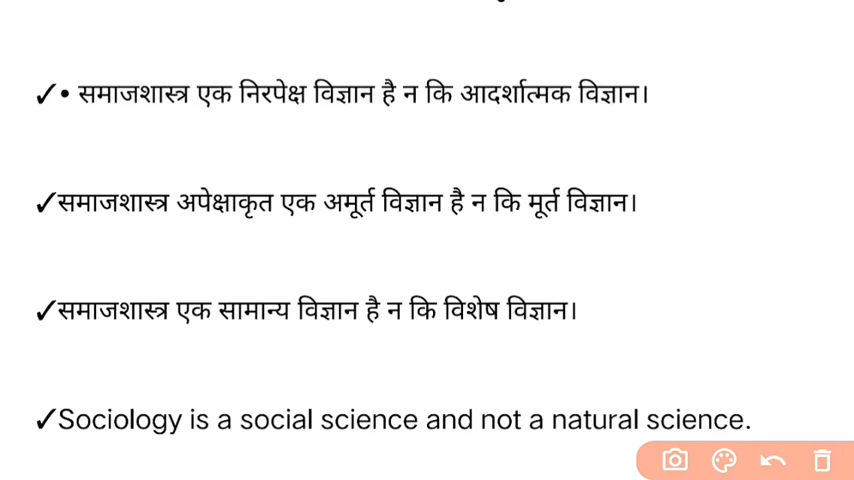 ✓• समाजशास्त्र एक निरपेक्ष विज्ञान है न कि आदर्शात्मक विज्ञान।
✓समाजशास्त्र अपेक्षाकृत एक अमूर्त विज्ञान है न कि मूर्त विज्ञान।
✓समाजशास्त्र एक सामान्य विज्ञान है न कि विशेष विज्ञान।
✓Sociology is a social science and not a natural science.